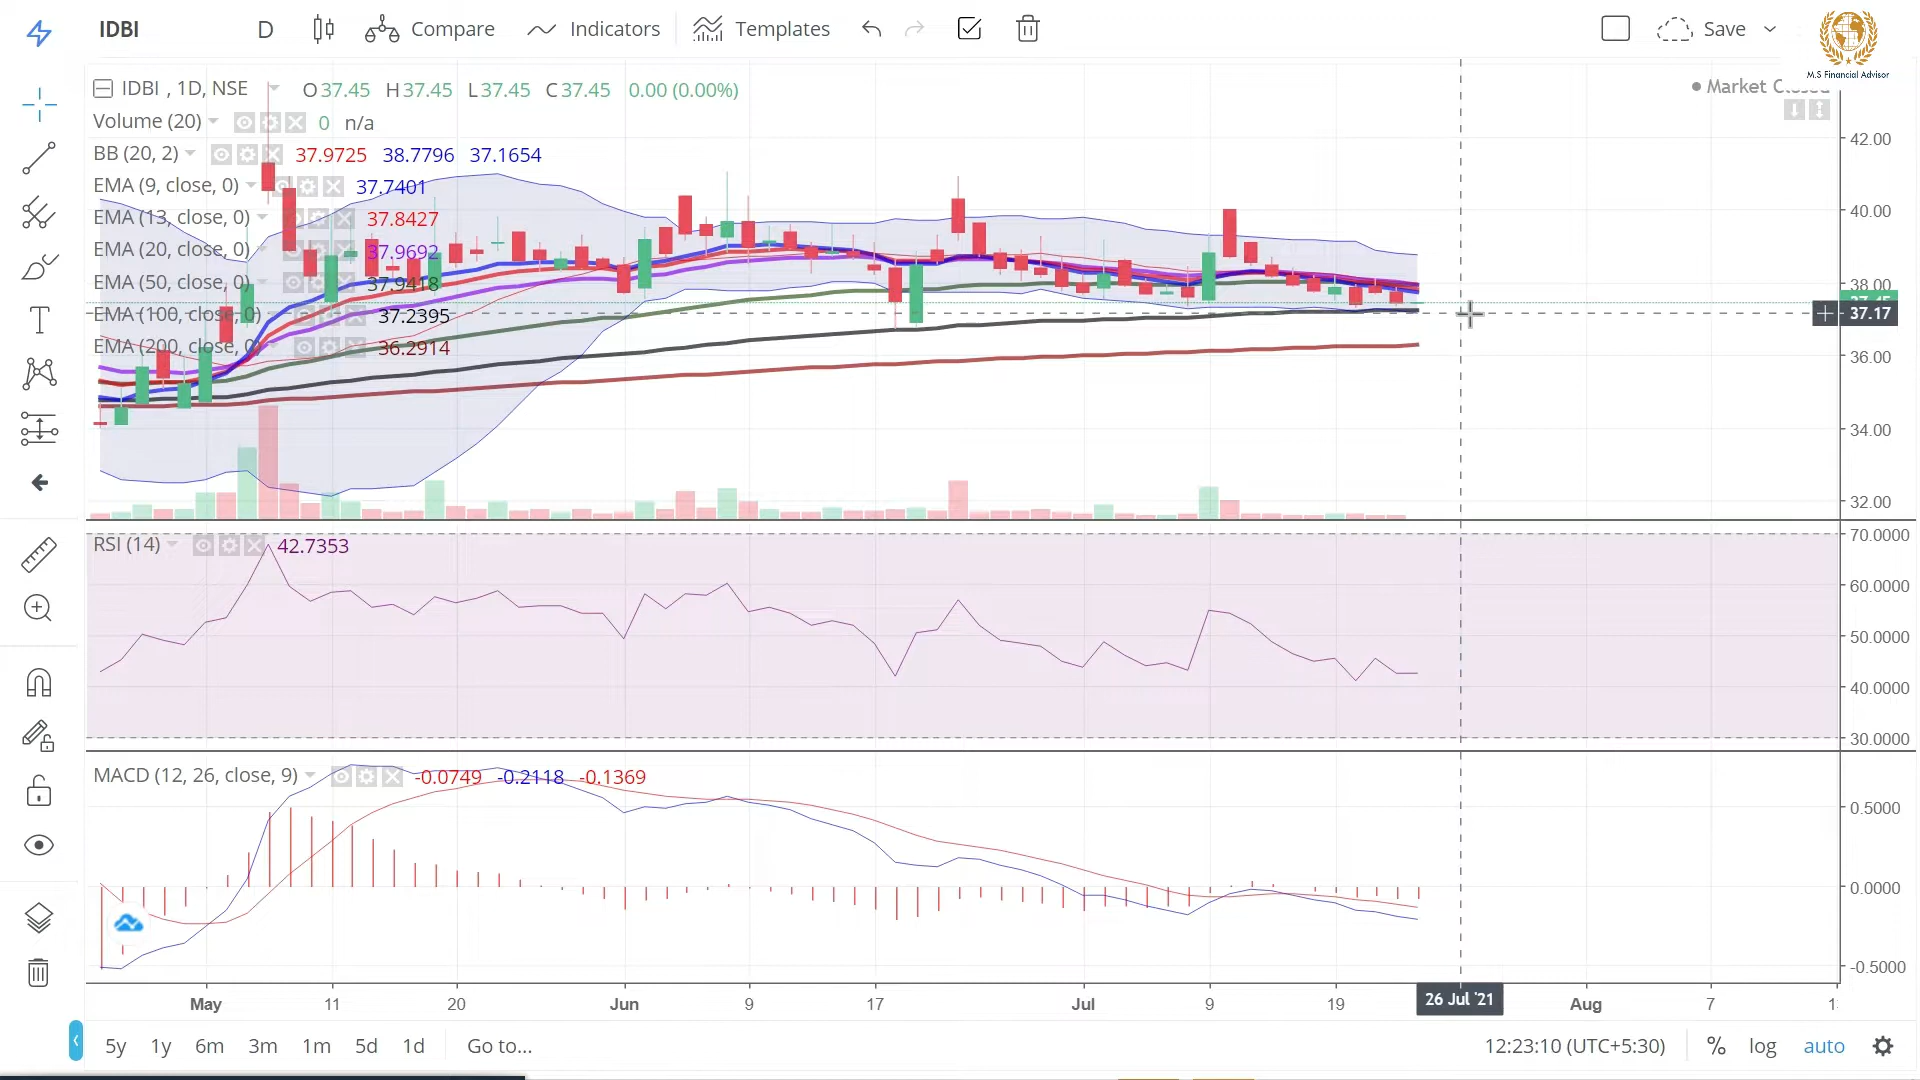 IDBI D Compare Indicators Templates Save
M.S Financial Advisor
IDBI , 1D, NSE O37.45 H37.45 L37.45 C37.45 0.00 (0.00%)
Market Closed
Volume (20) 0 n/a
BB (20, 2) 37.9725 38.7796 37.1654
EMA (9, close, 0) 37.7401
EMA (13, close, 0) 37.8427
EMA (20, close, 0) 37.9692
EMA (50, close, 0) 37.9418
EMA (100, close, 0) 37.2395
EMA (200, close, 0) 36.2914
42.00
40.00
38.00
37.45
37.17
36.00
34.00
32.00
RSI (14) 42.7353
70.0000
60.0000
50.0000
40.0000
30.0000
MACD (12, 26, close, 9) -0.0749 -0.2118 -0.1369
0.5000
0.0000
-0.5000
May 11 20 Jun 9 17 Jul 9 19 26 Jul '21 Aug 7
5y 1y 6m 3m 1m 5d 1d Go to... 12:23:10 (UTC+5:30) % log auto